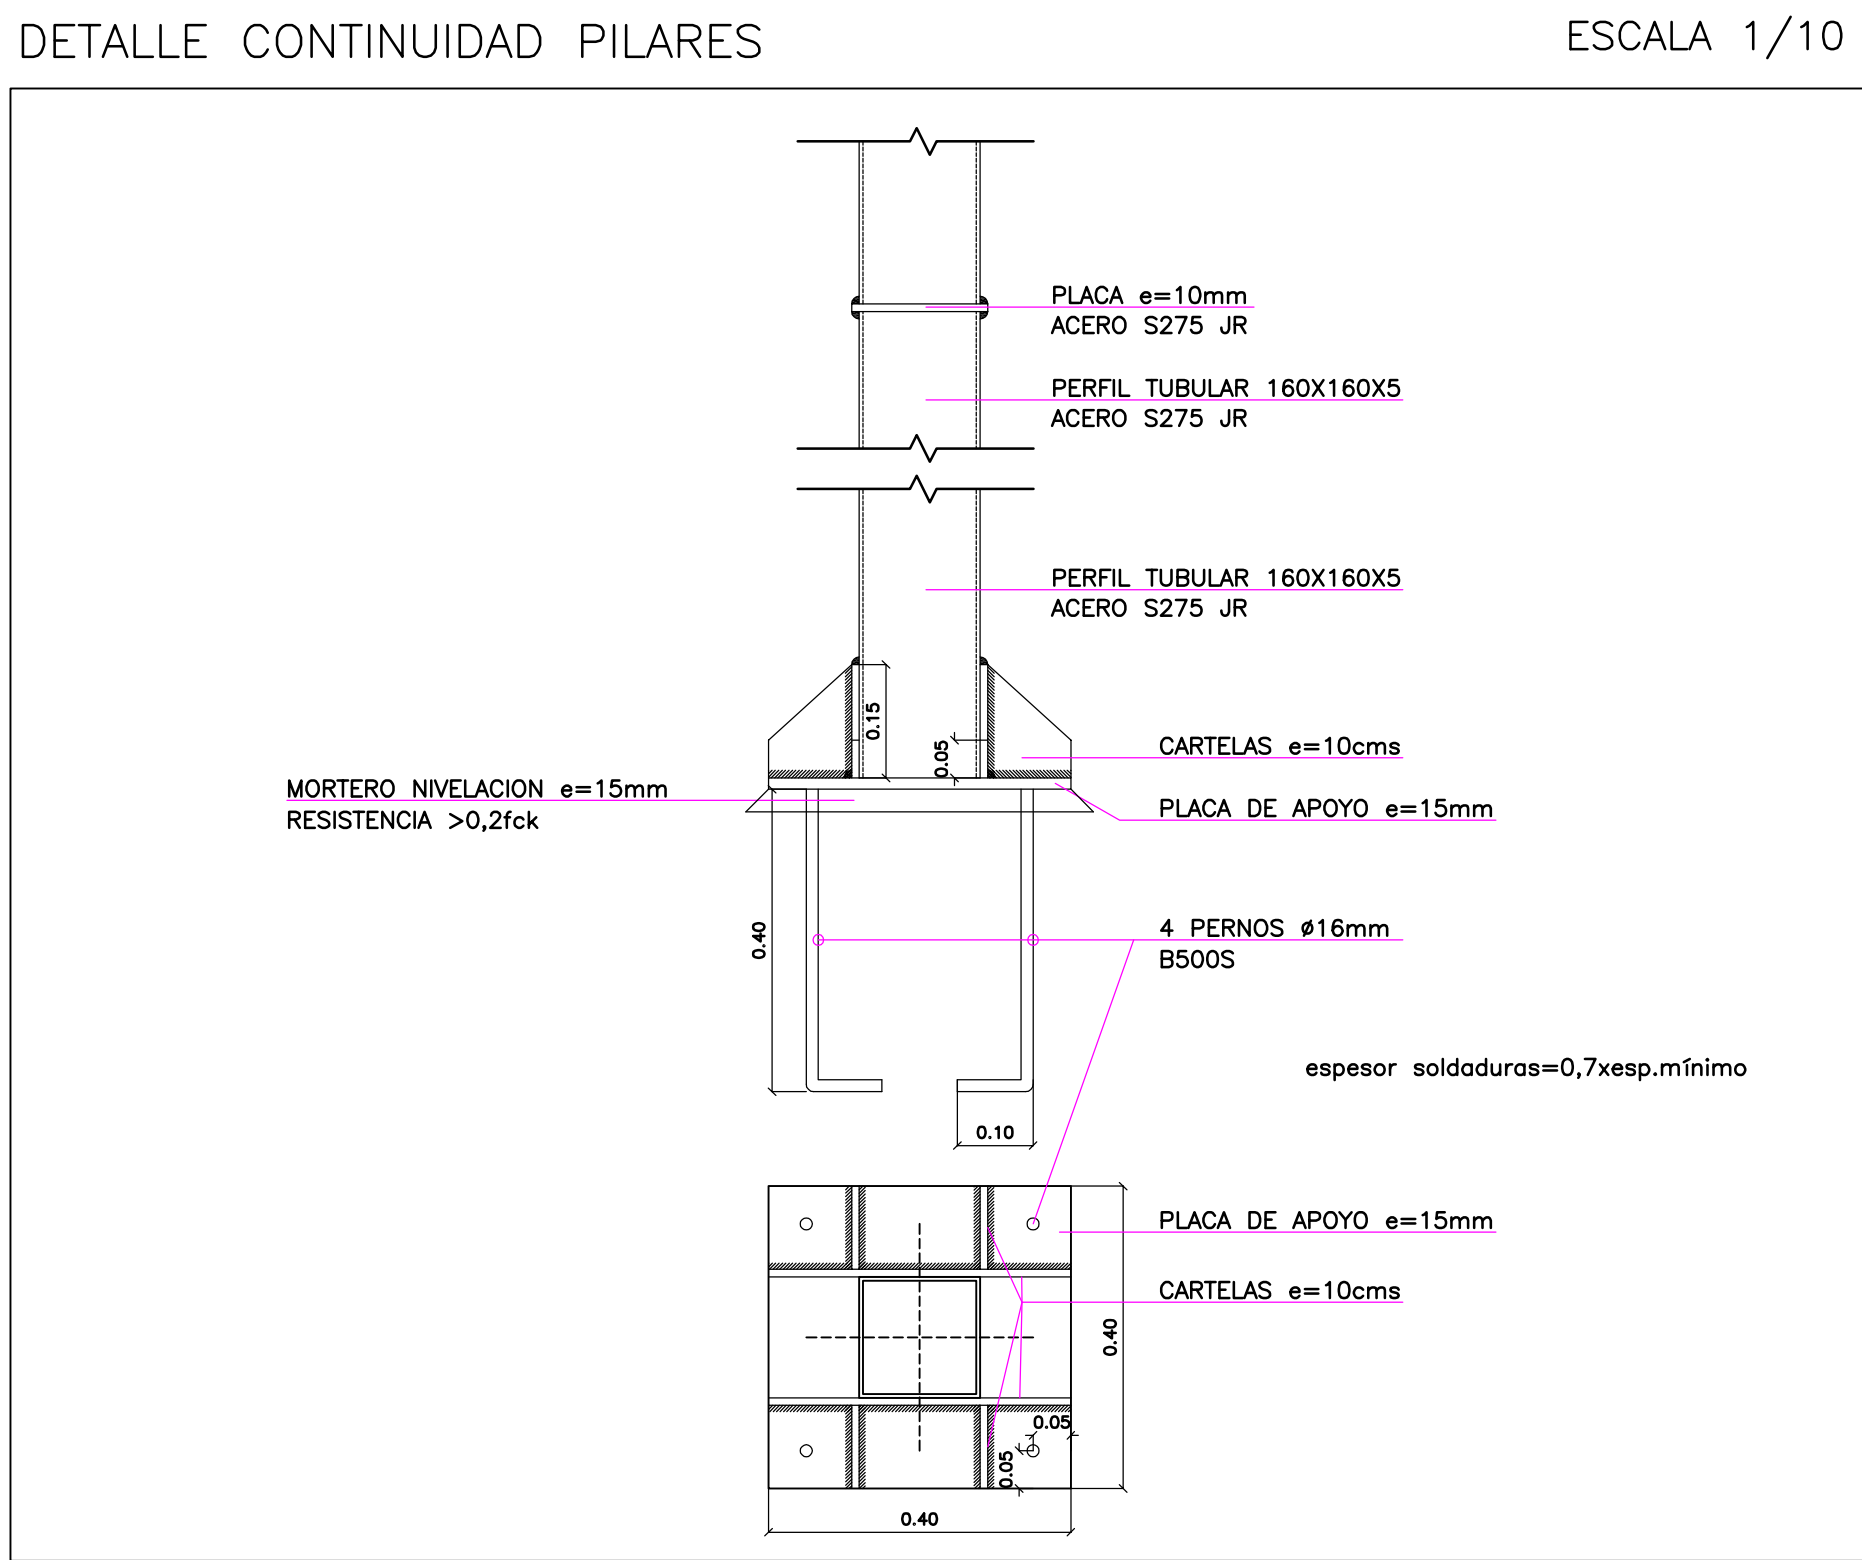 DETALLE CONTINUIDAD PILARES
ESCALA 1/10
PLACA e=10mm
ACERO S275 JR
PERFIL TUBULAR 160X160X5
ACERO S275 JR
PERFIL TUBULAR 160X160X5
ACERO S275 JR
0.15
0.05
CARTELAS e=10cms
MORTERO NIVELACION e=15mm
RESISTENCIA >0,2fck
PLACA DE APOYO e=15mm
0.40
4 PERNOS ø16mm
B500S
espesor soldaduras=0,7xesp.mínimo
0.10
PLACA DE APOYO e=15mm
CARTELAS e=10cms
0.40
0.05
0.05
0.40